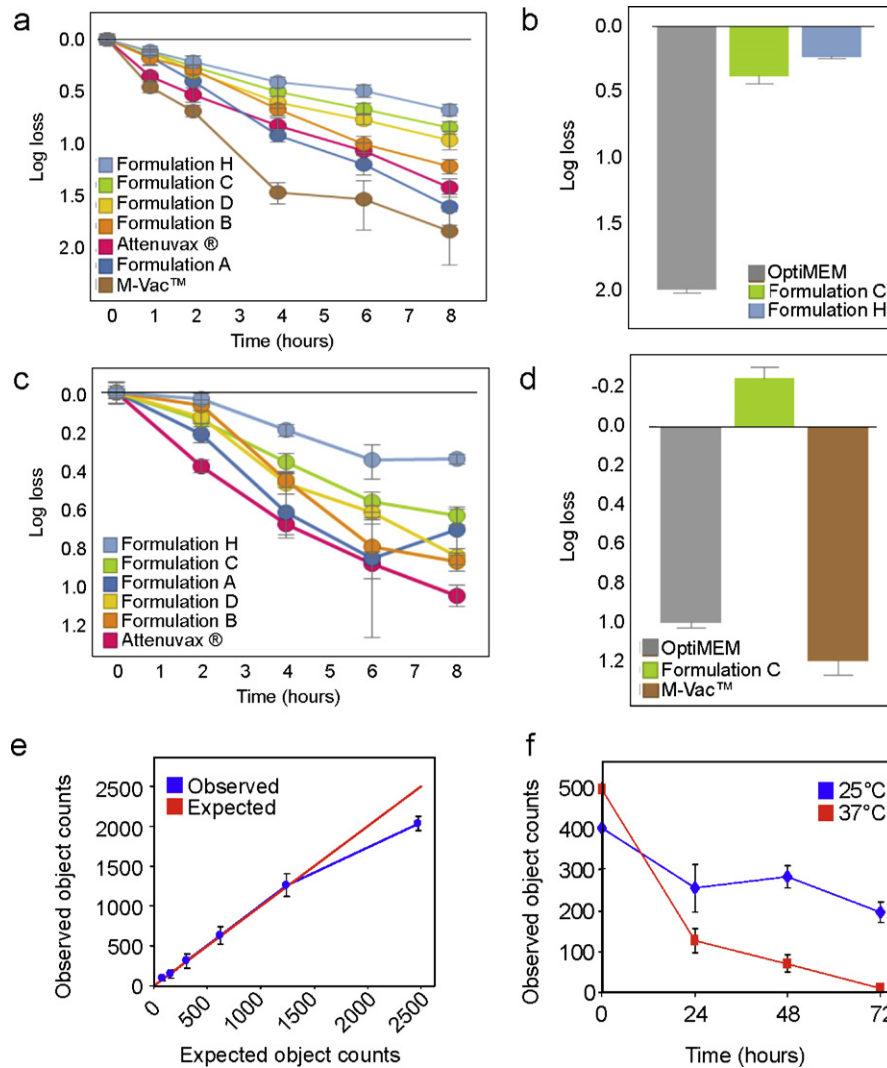 a
0.0
0.5
1.0
1.5
2.0
Log loss
Formulation H
Formulation C
Formulation D
Formulation B
Attenuvax ®
Formulation A
M-Vac™
0 1 2 3 4 5 6 7 8
Time (hours)
b
0.0
0.5
1.0
1.5
2.0
Log loss
OptiMEM
Formulation C
Formulation H
c
0.0
0.2
0.4
0.6
0.8
1.0
1.2
Log loss
Formulation H
Formulation C
Formulation A
Formulation D
Formulation B
Attenuvax ®
0 1 2 3 4 5 6 7 8
Time (hours)
d
-0.2
0.0
0.2
0.4
0.6
0.8
1.0
1.2
Log loss
OptiMEM
Formulation C
M-Vac™
e
2500
2000
1500
1000
500
0
Observed object counts
Observed
Expected
0 500 1000 1500 2000 2500
Expected object counts
f
500
400
300
200
100
0
Observed object counts
25°C
37°C
0 24 48 72
Time (hours)